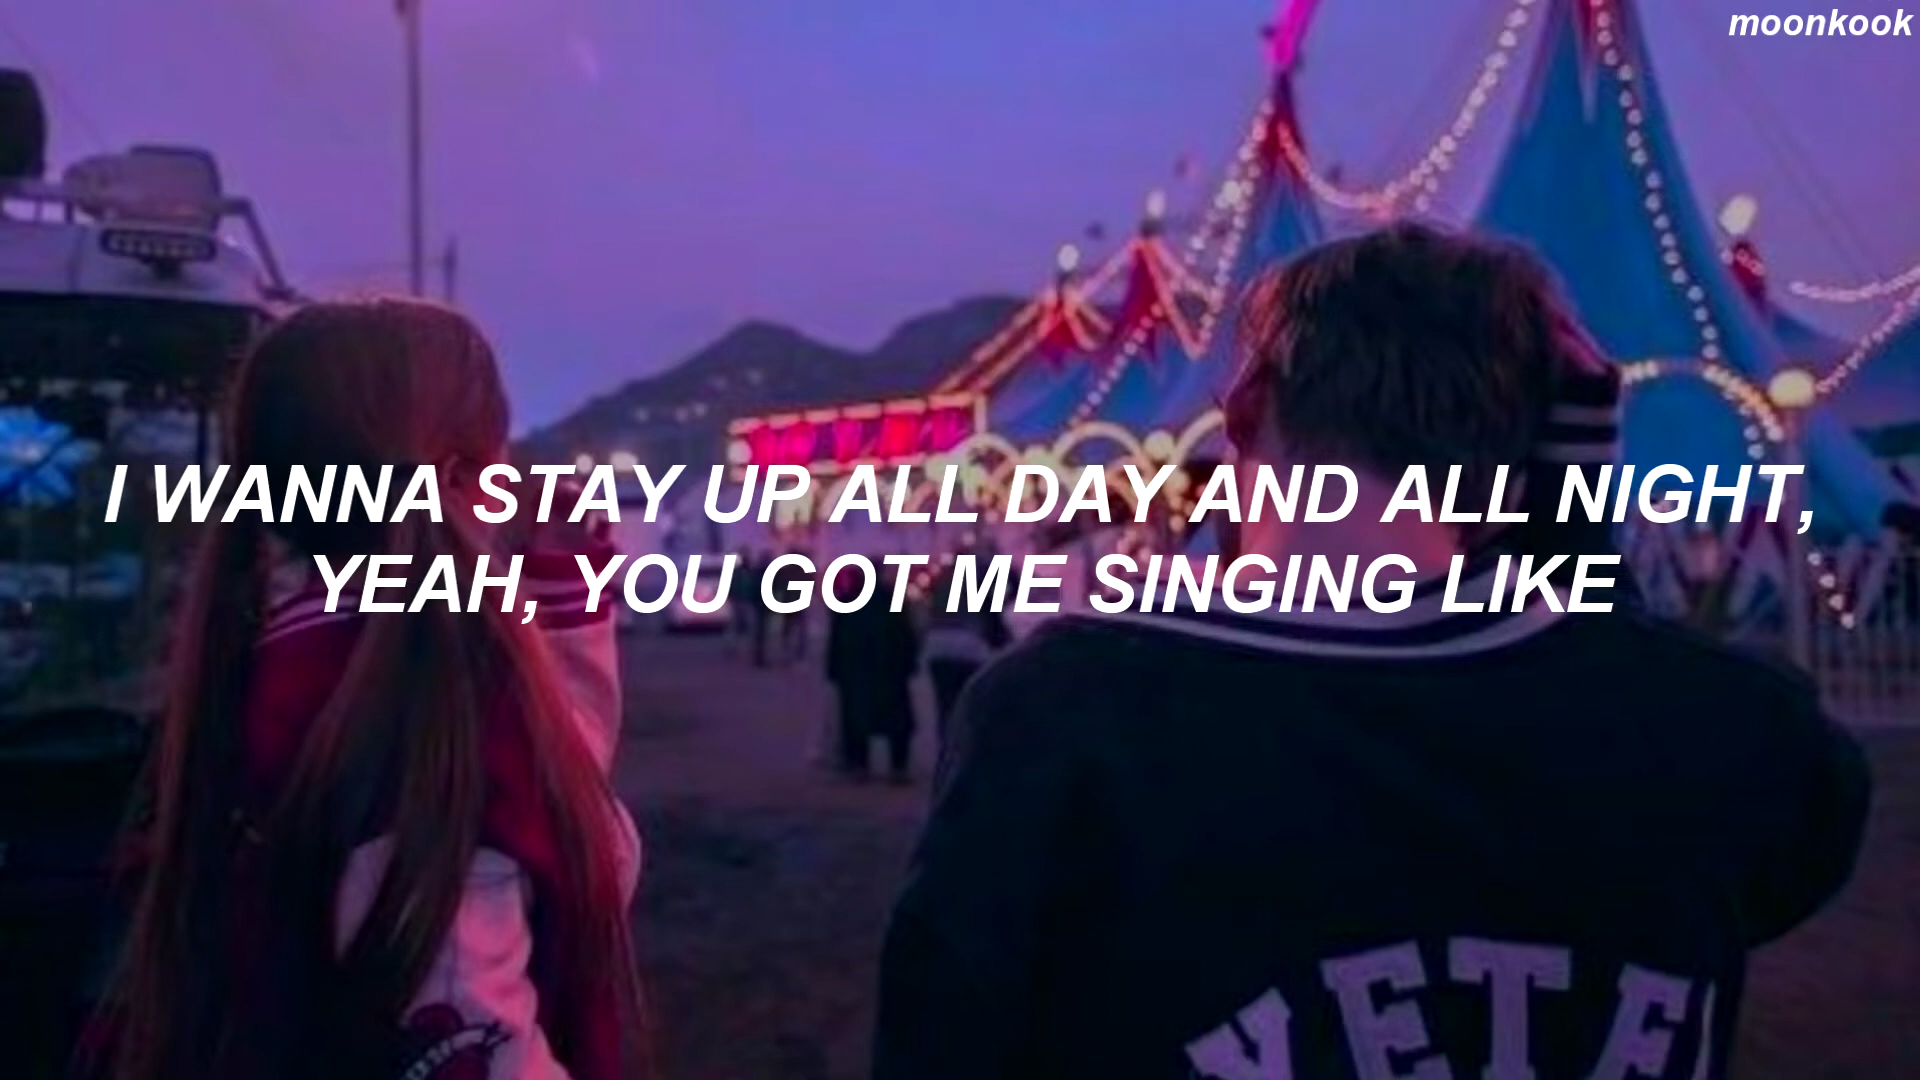 moonkook
I WANNA STAY UP ALL DAY AND ALL NIGHT,
YEAH, YOU GOT ME SINGING LIKE